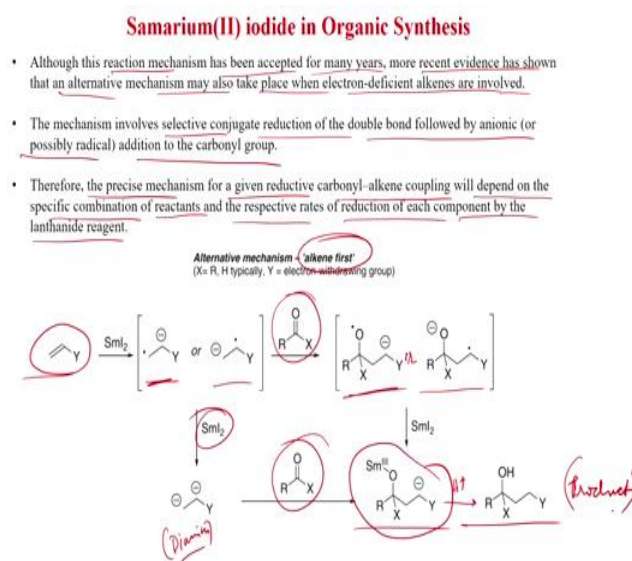 Samarium(II) iodide in Organic Synthesis
• Although this reaction mechanism has been accepted for many years, more recent evidence has shown
that an alternative mechanism may also take place when electron-deficient alkenes are involved.
• The mechanism involves selective conjugate reduction of the double bond followed by anionic (or
possibly radical) addition to the carbonyl group.
• Therefore, the precise mechanism for a given reductive carbonyl–alkene coupling will depend on the
specific combination of reactants and the respective rates of reduction of each component by the
lanthanide reagent.
Alternative mechanism - 'alkene first'
(X= R, H typically, Y = electron withdrawing group)
Y SmI2 Y or Y R O X O R X Y or O R X Y
SmI2 SmI2
Y R O X SmIII O R X Y H+ OH R X Y (Product)
(Dianion)